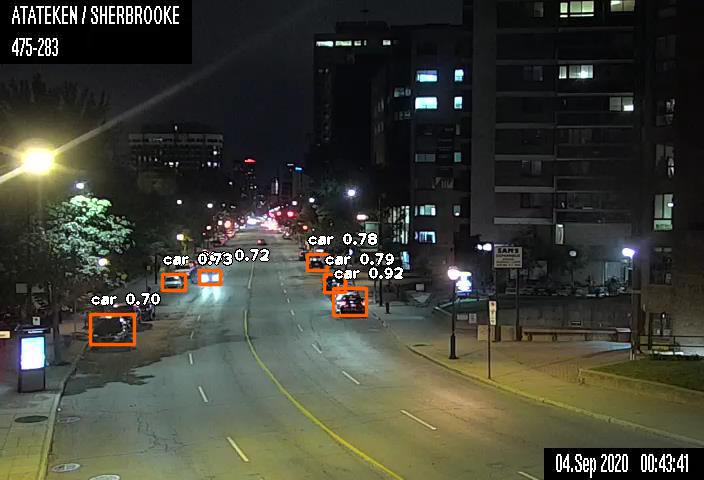 ATATEKEN / SHERBROOKE
475-283
car 0.78
car 0.73
0.72
car 0.79
car 0.92
car 0.70
04.Sep 2020 00:43:41